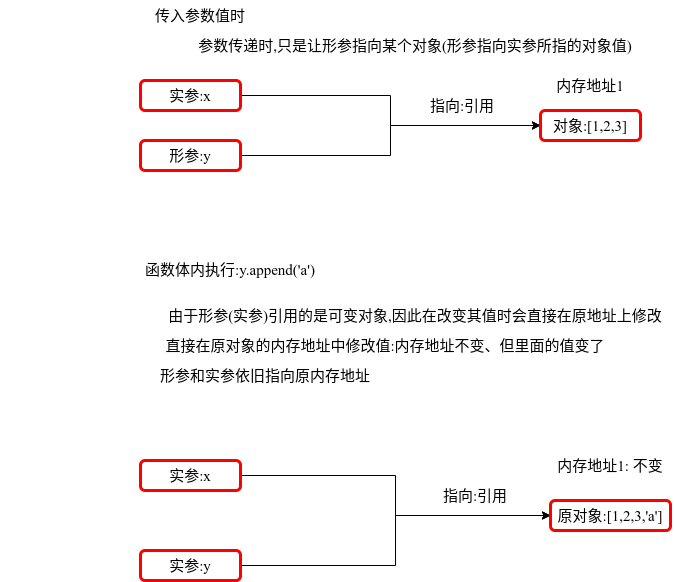 传入参数值时
参数传递时,只是让形参指向某个对象(形参指向实参所指的对象值)
内存地址1
实参:x
指向:引用
对象:[1,2,3]
形参:y
函数体内执行:y.append('a')
由于形参(实参)引用的是可变对象,因此在改变其值时会直接在原地址上修改
直接在原对象的内存地址中修改值:内存地址不变、但里面的值变了
形参和实参依旧指向原内存地址
内存地址1: 不变
实参:x
指向:引用
原对象:[1,2,3,'a']
实参:y